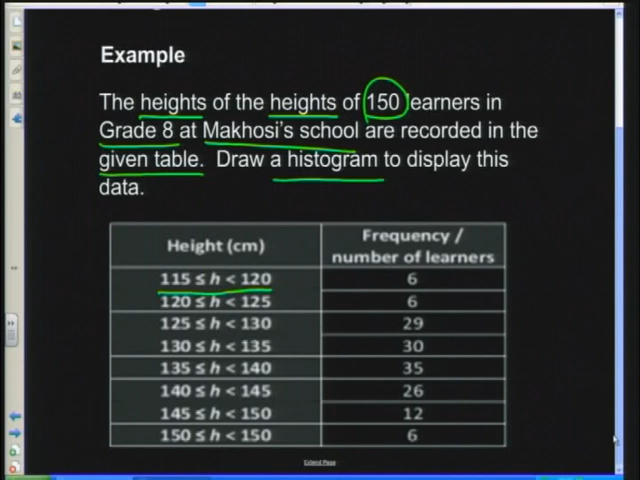 Example
The heights of the heights of 150 learners in
Grade 8 at Makhosi's school are recorded in the
given table. Draw a histogram to display this
data.
Height (cm) Frequency / number of learners
115 ≤ h < 120 6
120 ≤ h < 125 6
125 ≤ h < 130 29
130 ≤ h < 135 30
135 ≤ h < 140 35
140 ≤ h < 145 26
145 ≤ h < 150 12
150 ≤ h < 150 6
Extend Page